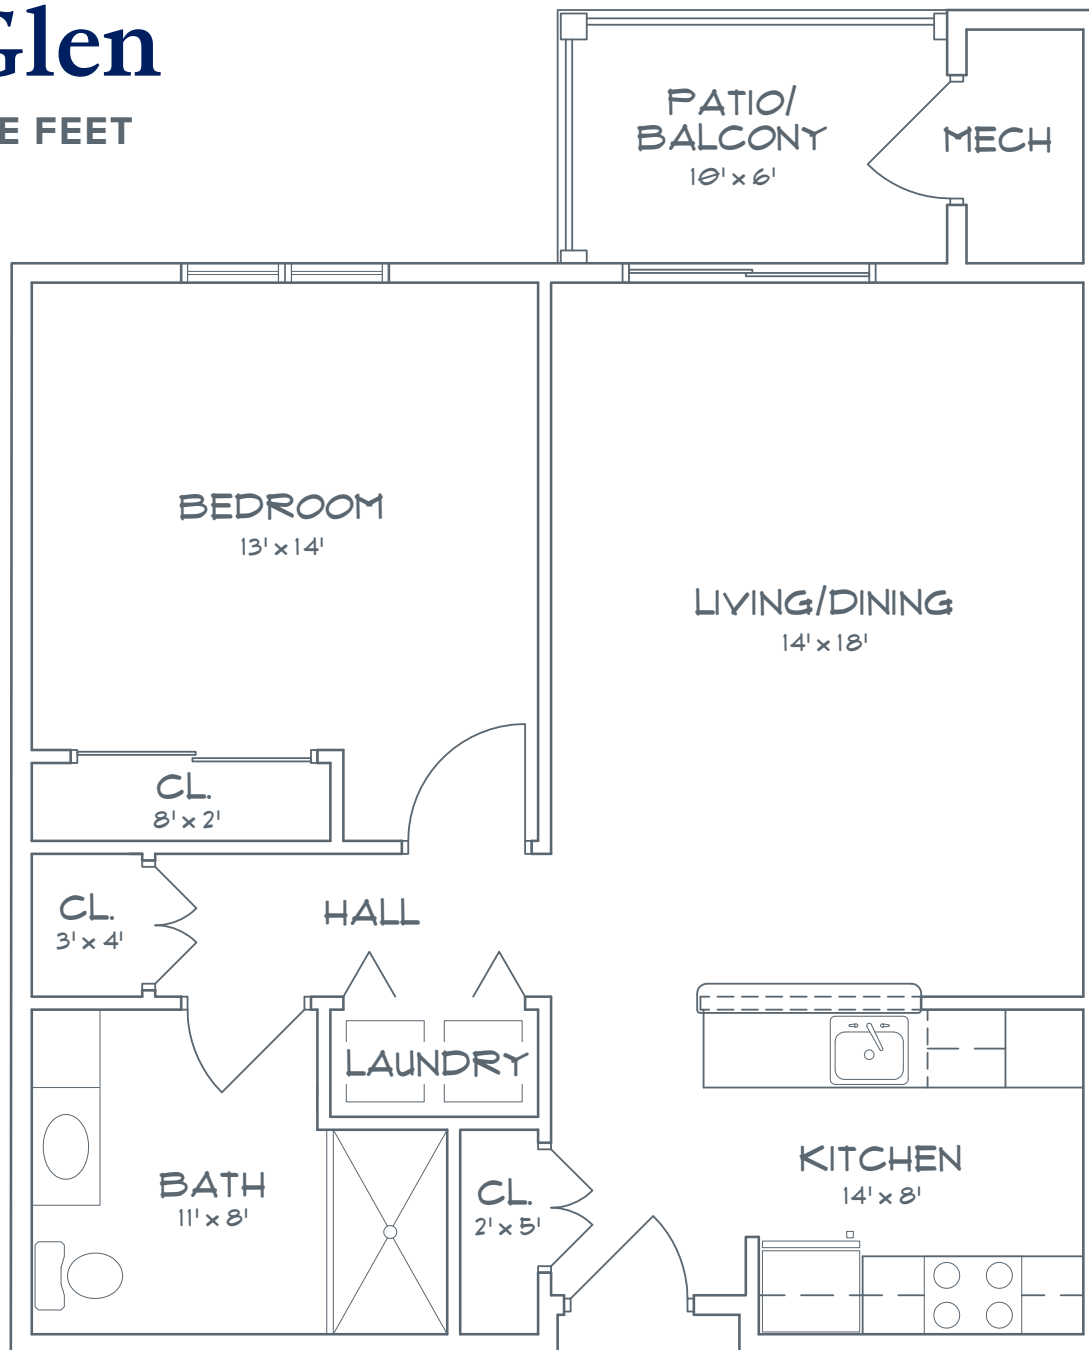 Glen
E FEET
PATIO/
BALCONY
10' x 6'
MECH
BEDROOM
13' x 14'
LIVING/DINING
14' x 18'
CL.
8' x 2'
CL.
3' x 4'
HALL
LAUNDRY
BATH
11' x 8'
CL.
2' x 5'
KITCHEN
14' x 8'